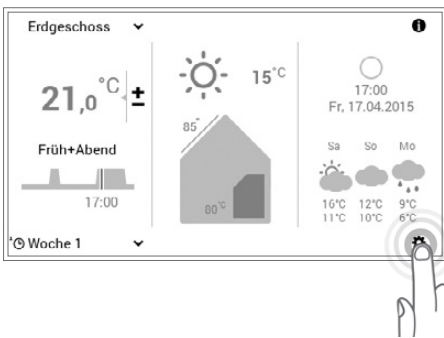 Erdgeschoss
21,0 °C ±
Früh+Abend
17:00
Woche 1
15°C
85°
80°C
17:00
Fr, 17.04.2015
Sa So Mo
16°C 12°C 9°C
11°C 10°C 6°C